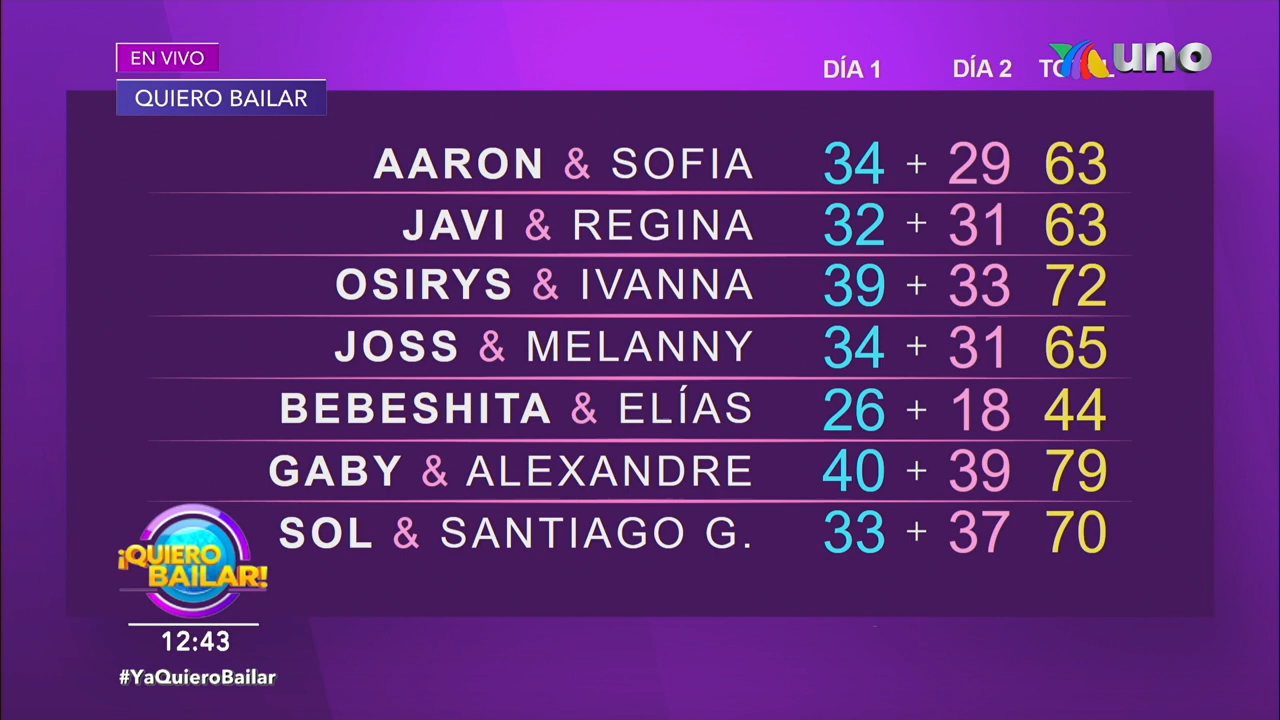 EN VIVO
QUIERO BAILAR
DÍA 1 DÍA 2
uno
AARON & SOFIA 34 + 29 63
JAVI & REGINA 32 + 31 63
OSIRYS & IVANNA 39 + 33 72
JOSS & MELANNY 34 + 31 65
BEBESHITA & ELÍAS 26 + 18 44
GABY & ALEXANDRE 40 + 39 79
SOL & SANTIAGO G. 33 + 37 70
¡QUIERO
BAILAR!
12:43
#YaQuieroBailar